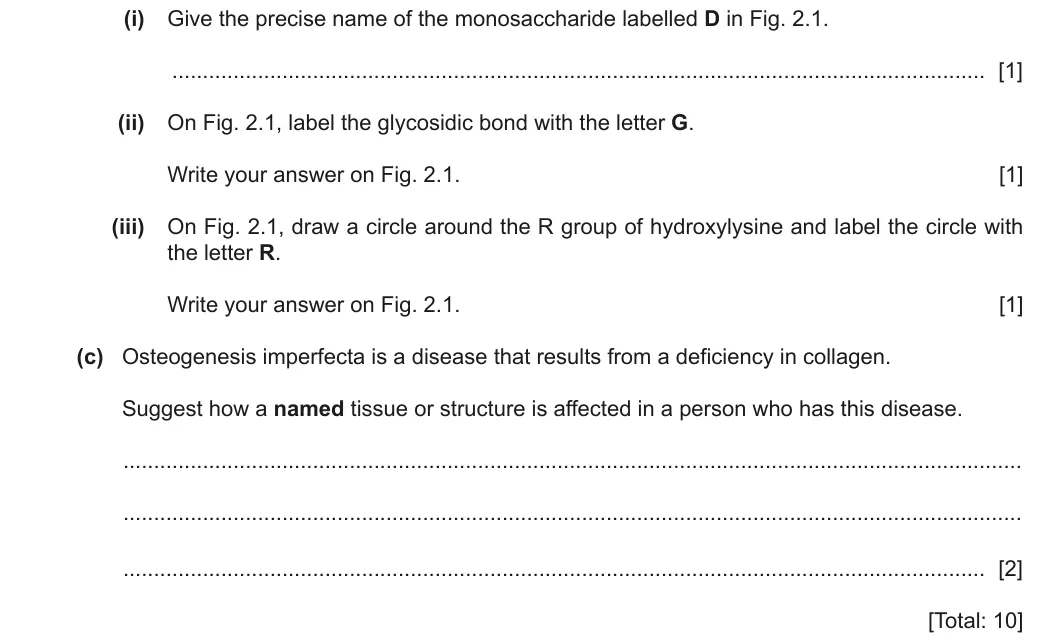 (i) Give the precise name of the monosaccharide labelled D in Fig. 2.1.
.................................................................................................................................... [1]
(ii) On Fig. 2.1, label the glycosidic bond with the letter G.
Write your answer on Fig. 2.1. [1]
(iii) On Fig. 2.1, draw a circle around the R group of hydroxylysine and label the circle with
the letter R.
Write your answer on Fig. 2.1. [1]
(c) Osteogenesis imperfecta is a disease that results from a deficiency in collagen.
Suggest how a named tissue or structure is affected in a person who has this disease.
...................................................................................................................................................
...................................................................................................................................................
............................................................................................................................................. [2]
[Total: 10]